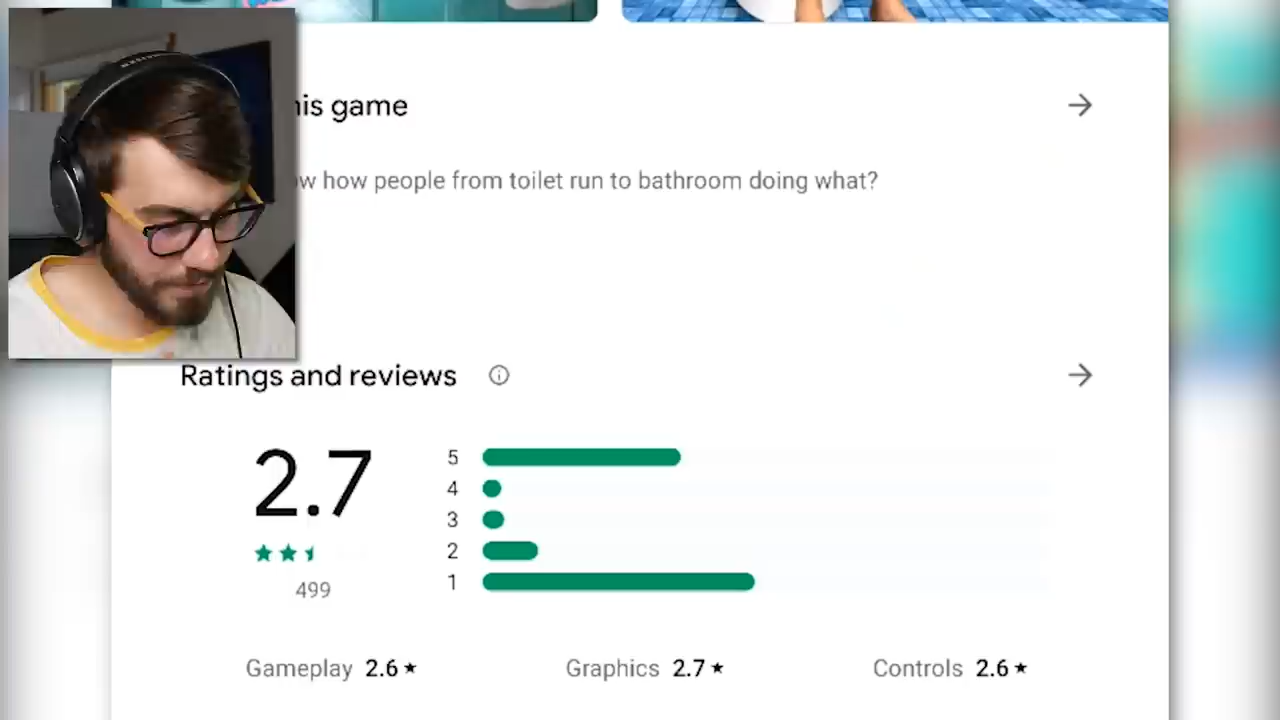 his game
ow how people from toilet run to bathroom doing what?
Ratings and reviews
2.7
5
4
3
2
1
499
Gameplay 2.6
Graphics 2.7
Controls 2.6